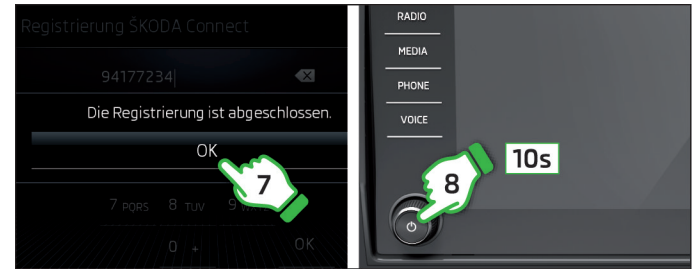 Registrierung ŠKODA Connect
94177234
Die Registrierung ist abgeschlossen.
OK
7
7 PQRS 8 TUV 9
0 +
OK
RADIO
MEDIA
PHONE
VOICE
10s
8